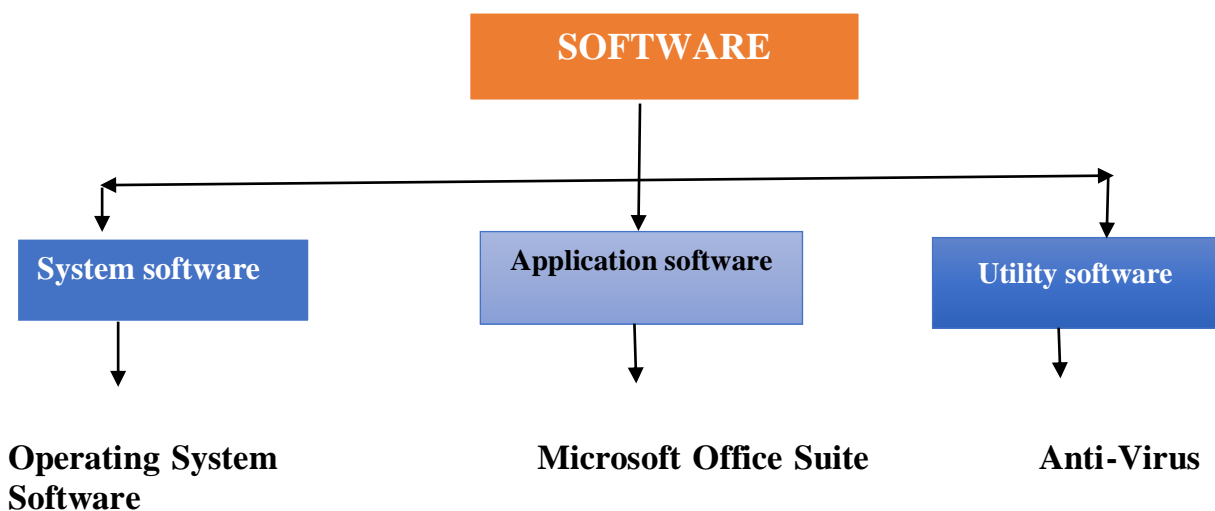 SOFTWARE
System software
Application software
Utility software
Operating System
Software
Microsoft Office Suite
Anti-Virus